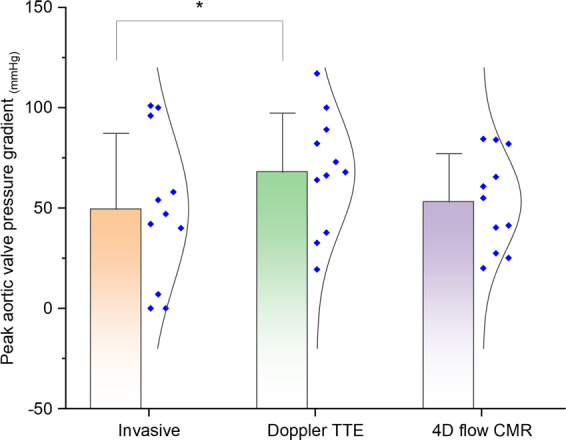 Peak aortic valve pressure gradient (mmHg)
150
*
100
50
0
-50
Invasive
Doppler TTE
4D flow CMR